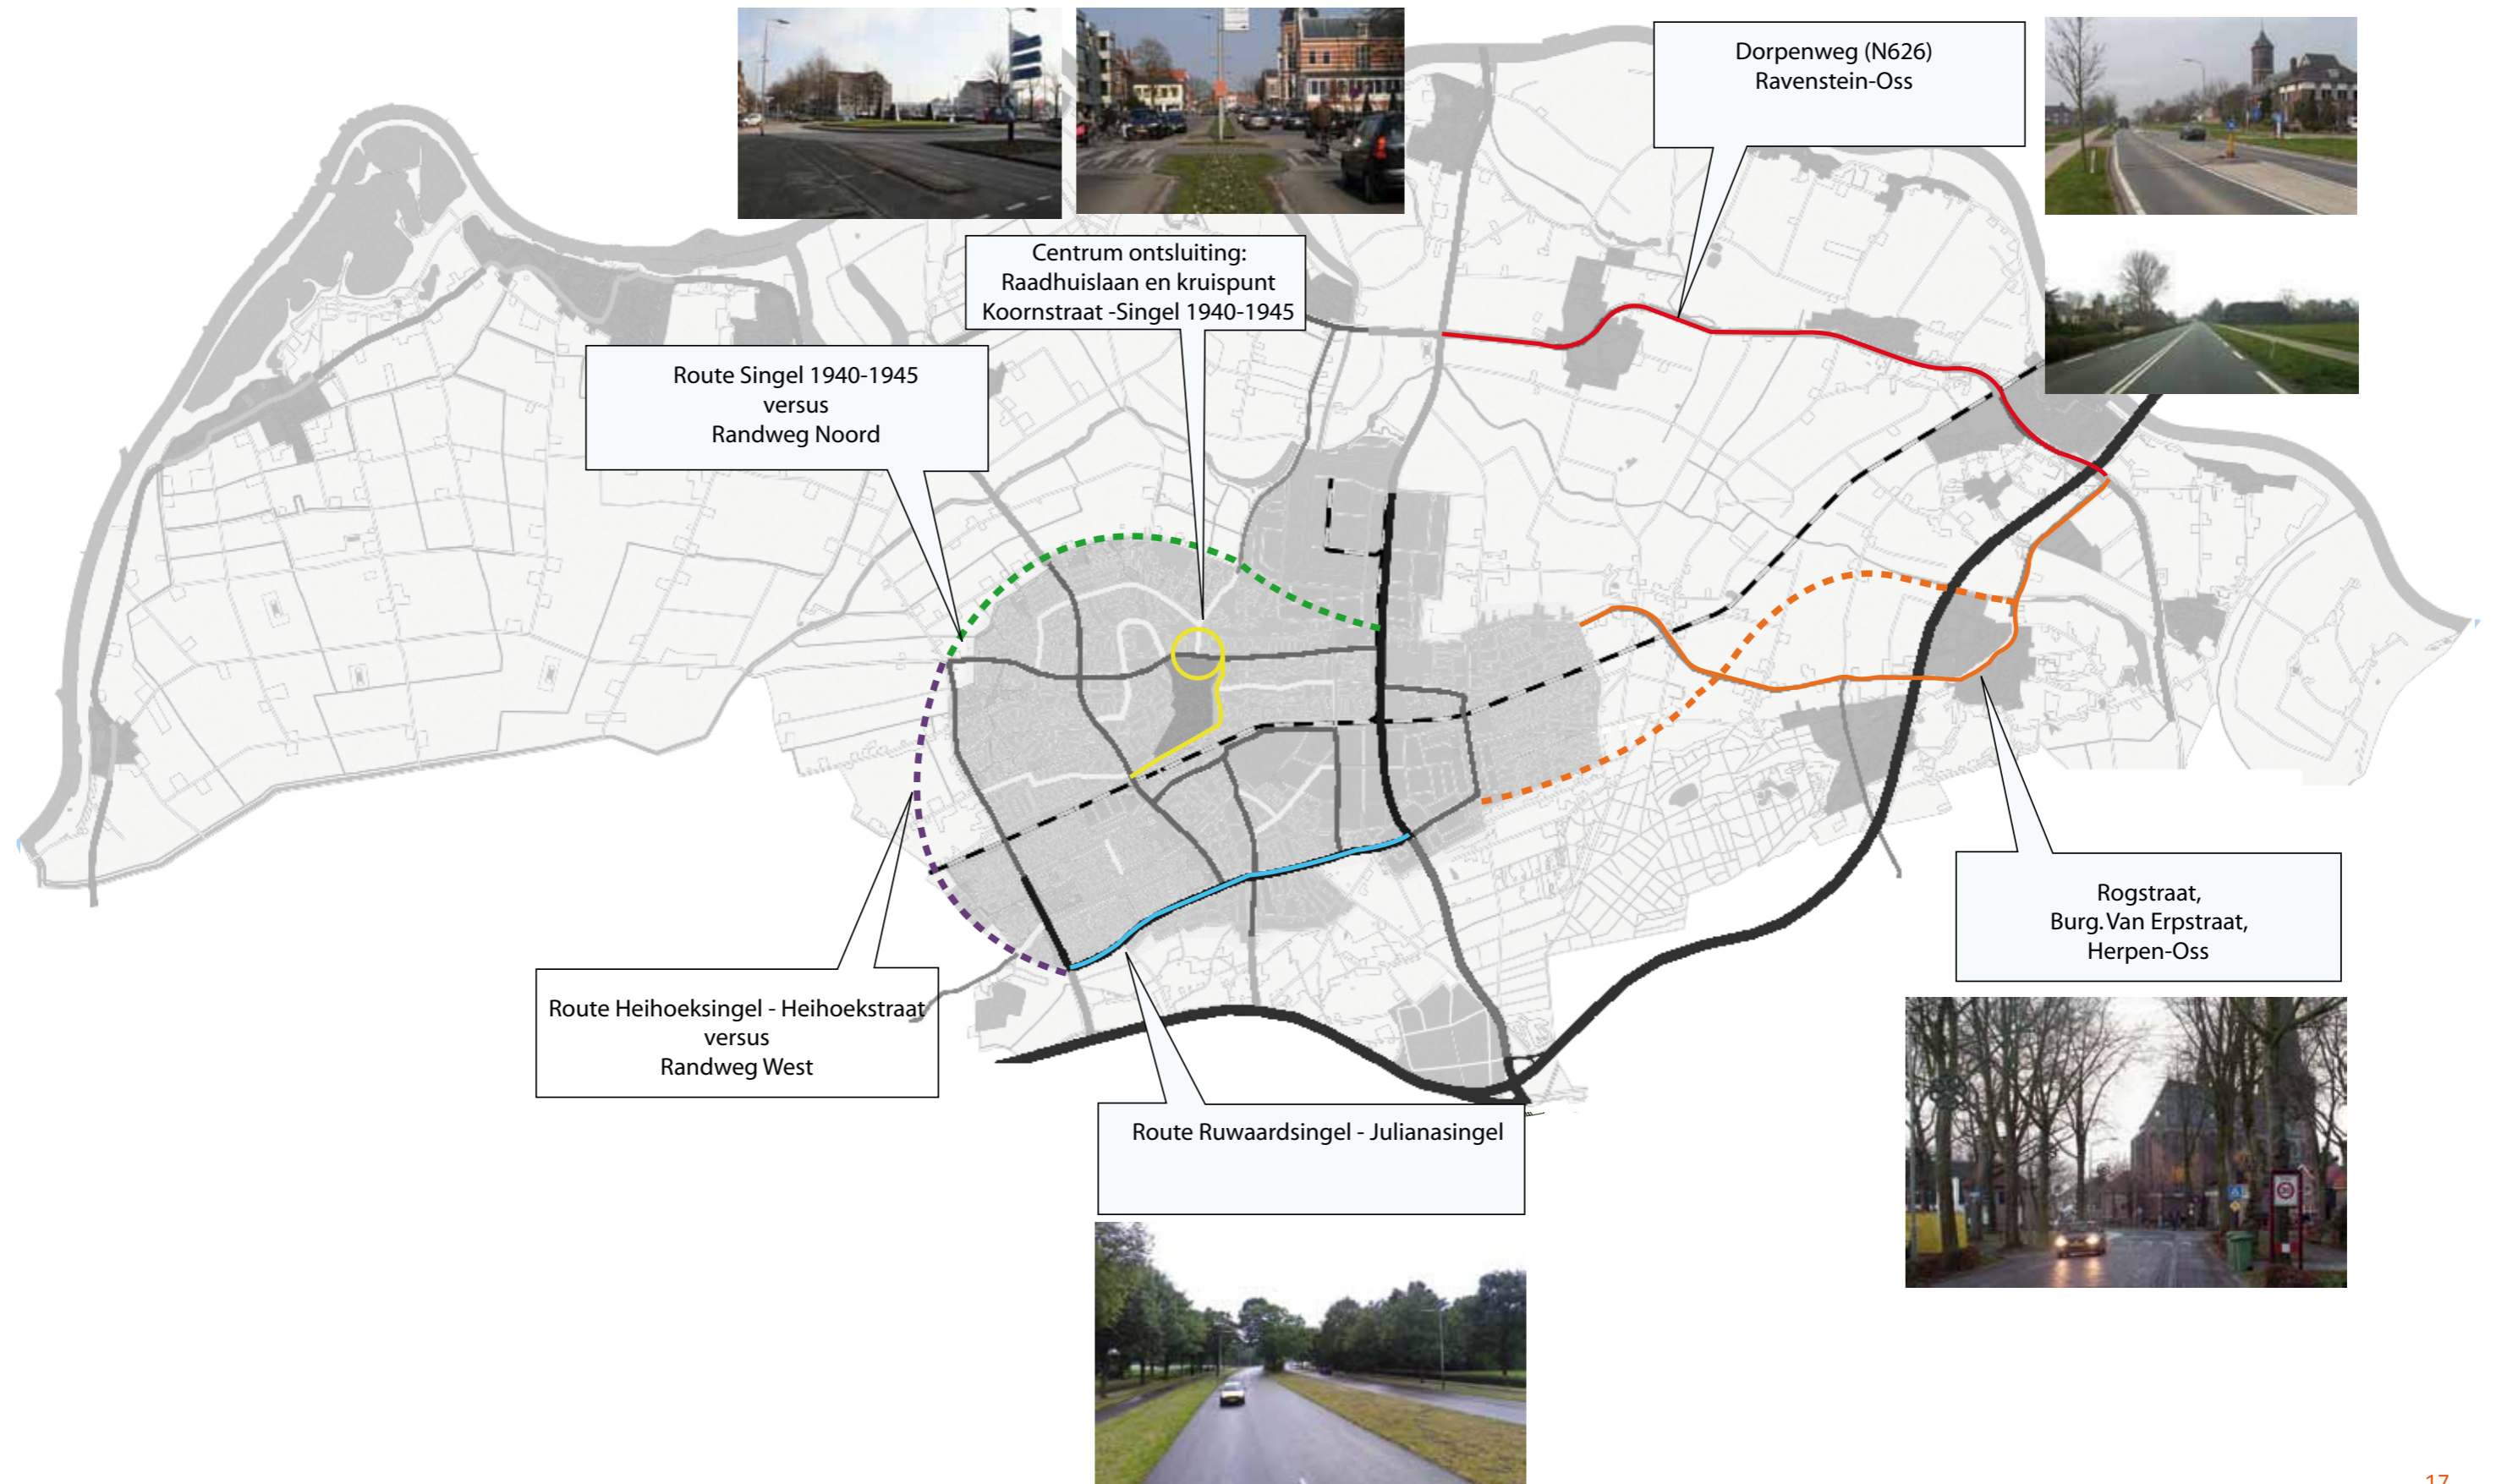 Dorpenweg (N626)
Ravenstein-Oss
Centrum ontsluiting:
Raadhuislaan en kruispunt
Koornstraat -Singel 1940-1945
Route Singel 1940-1945
versus
Randweg Noord
Rogstraat,
Burg. Van Erpstraat,
Herpen-Oss
Route Heihoeksingel - Heihoekstraat
versus
Randweg West
Route Ruwaardsingel - Julianasingel
30
17